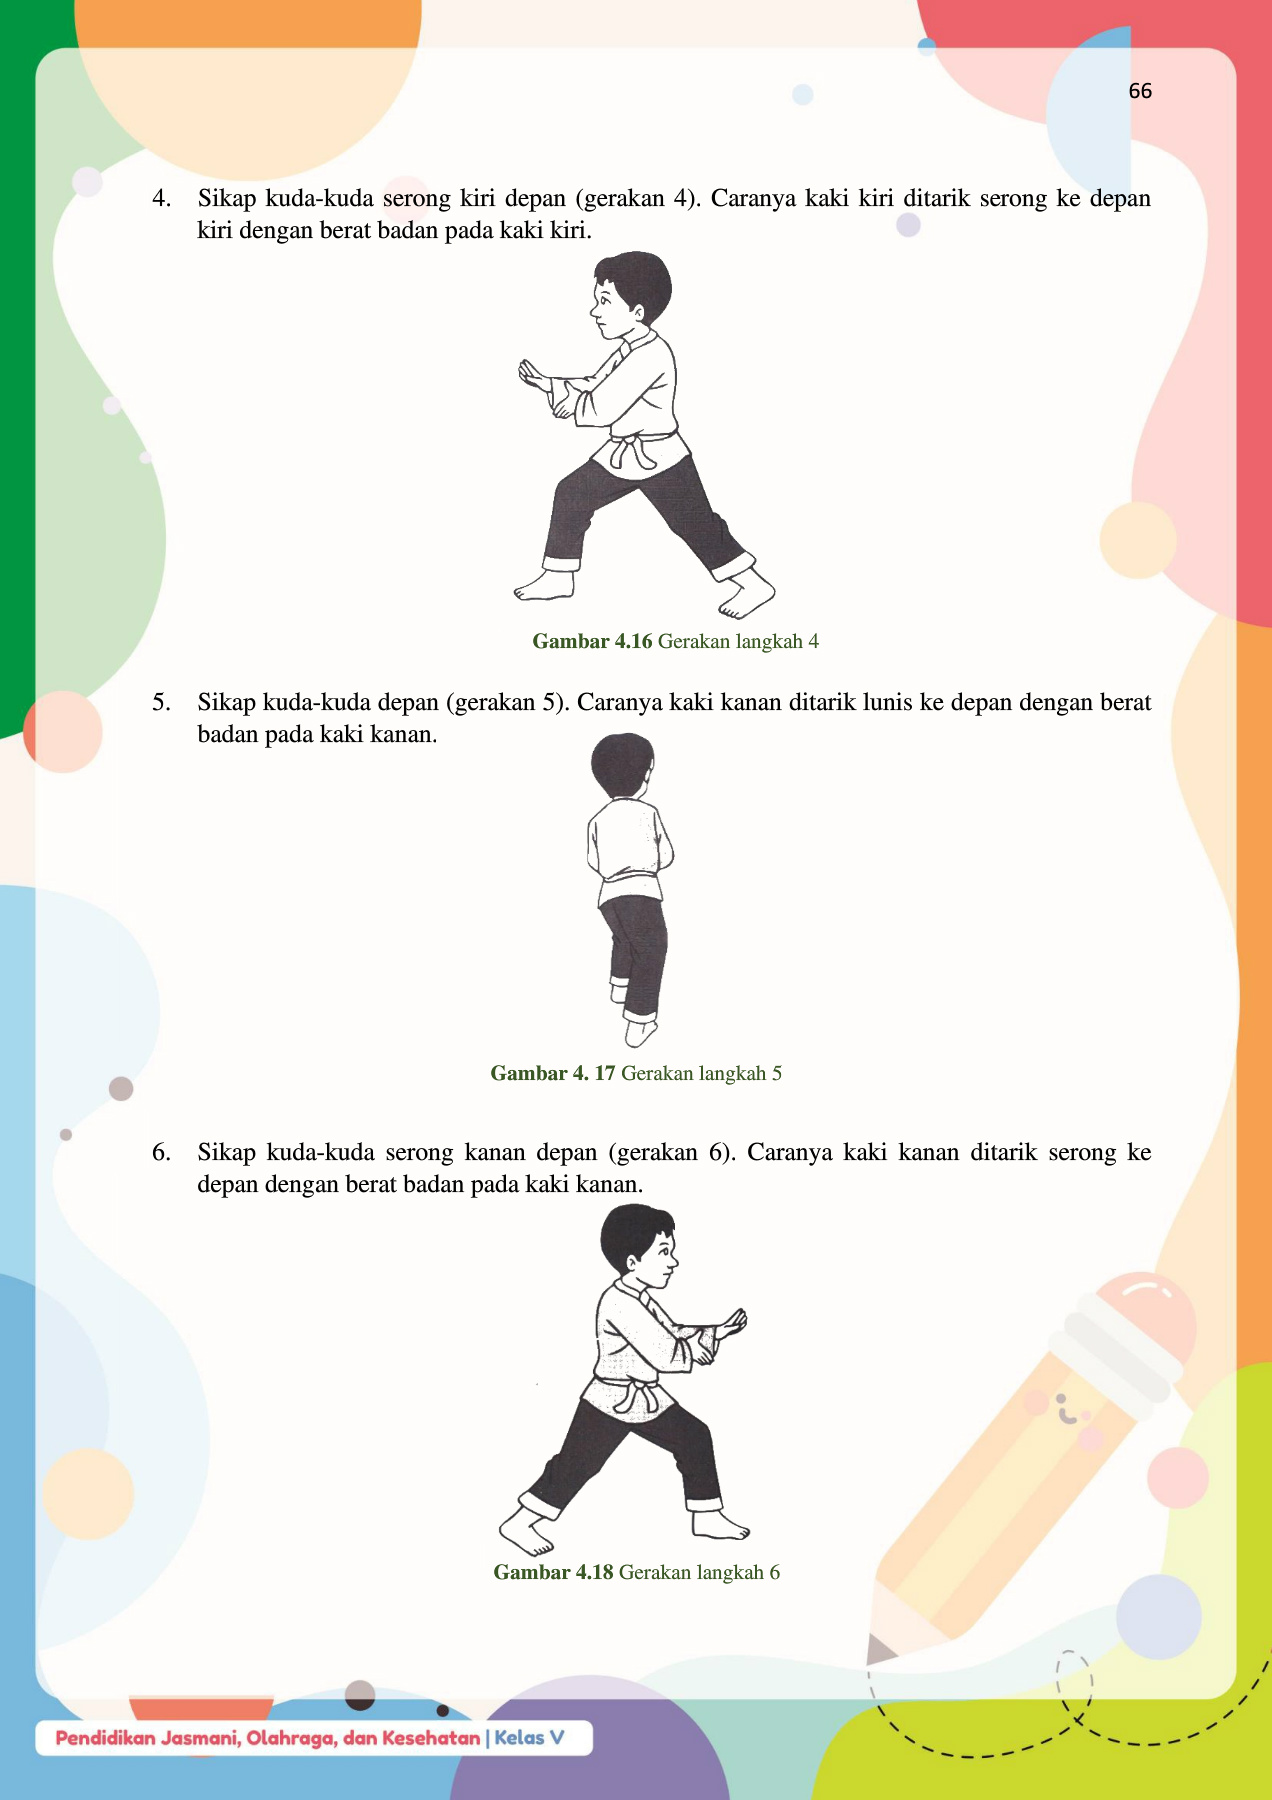 66
4. Sikap kuda-kuda serong kiri depan (gerakan 4). Caranya kaki kiri ditarik serong ke depan
kiri dengan berat badan pada kaki kiri.
Gambar 4.16 Gerakan langkah 4
5. Sikap kuda-kuda depan (gerakan 5). Caranya kaki kanan ditarik lunis ke depan dengan berat
badan pada kaki kanan.
Gambar 4. 17 Gerakan langkah 5
6. Sikap kuda-kuda serong kanan depan (gerakan 6). Caranya kaki kanan ditarik serong ke
depan dengan berat badan pada kaki kanan.
Gambar 4.18 Gerakan langkah 6
Pendidikan Jasmani, Olahraga, dan Kesehatan | Kelas V